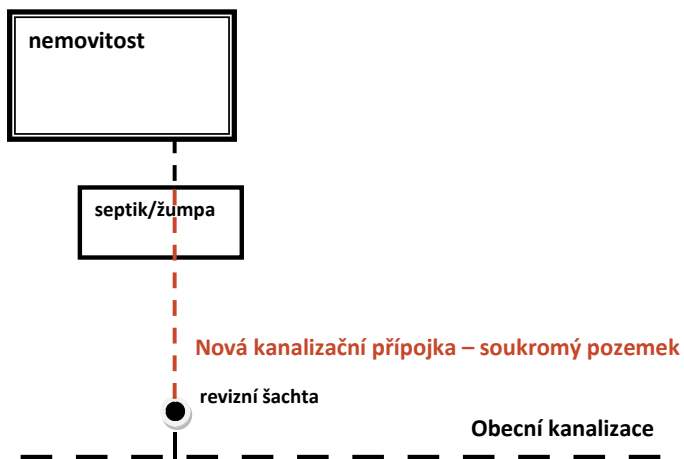 nemovitost
septik/žumpa
Nová kanalizační přípojka – soukromý pozemek
revizní šachta
Obecní kanalizace